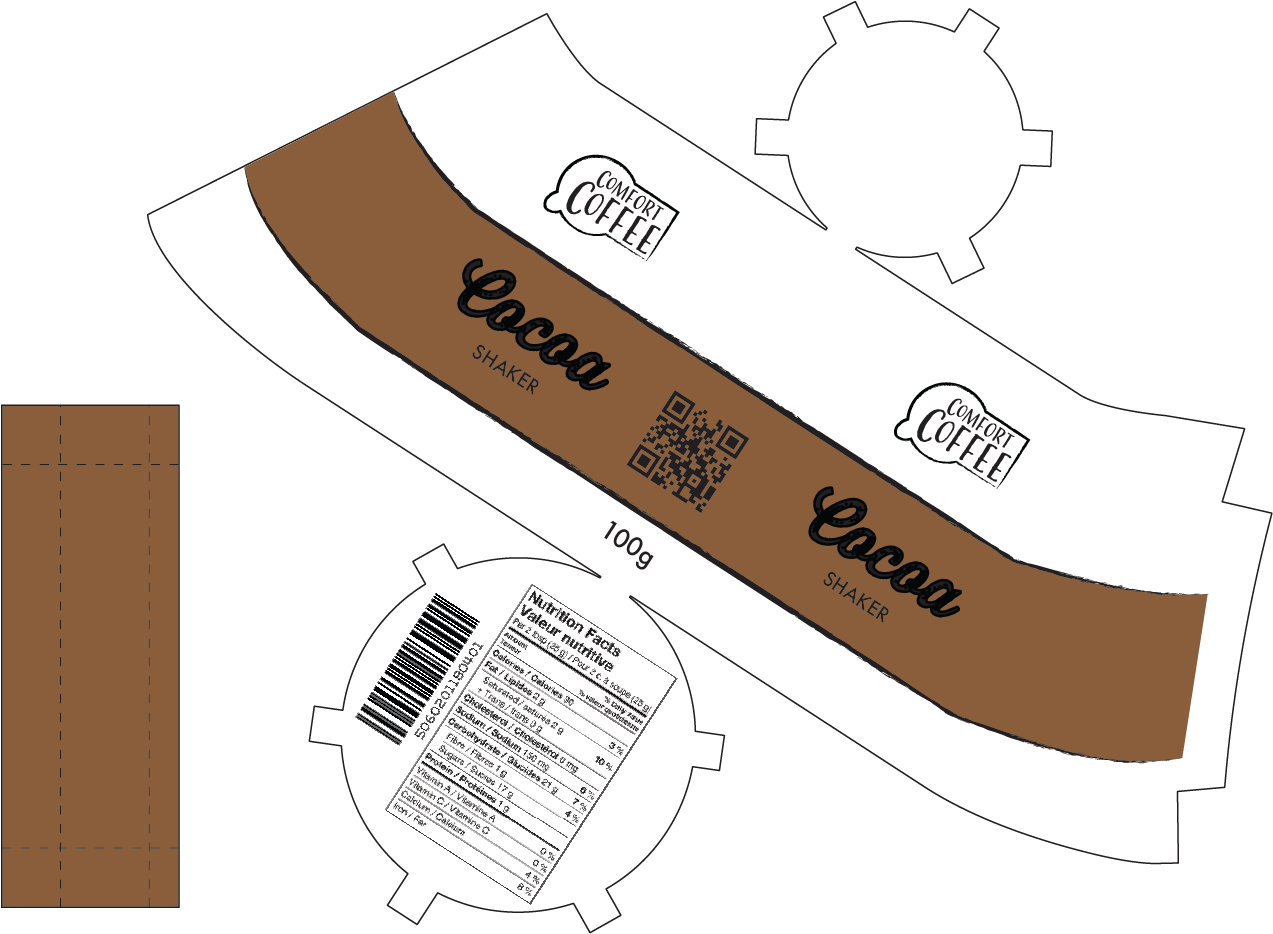 COMFORT
COFFEE
Cocoa
SHAKER
COMFORT
COFFEE
Cocoa
SHAKER
100g
5060201180401
Nutrition Facts
Valeur nutritive
Per 2 tbsp (25 g) / Pour 2 c. à soupe (25 g)
Amount
Teneur
% Daily Value
% valeur quotidienne
Calories / Calories 90
Fat / Lipides 2 g 3 %
Saturated / saturés 2 g
+ Trans / trans 0 g 10 %
Cholesterol / Cholestérol 0 mg
Sodium / Sodium 150 mg 6 %
Carbohydrate / Glucides 21 g 7 %
Fibre / Fibres 1 g 4 %
Sugars / Sucres 17 g
Protein / Protéines 1 g
Vitamin A / Vitamine A 0 %
Vitamin C / Vitamine C 0 %
Calcium / Calcium 4 %
Iron / Fer 8 %